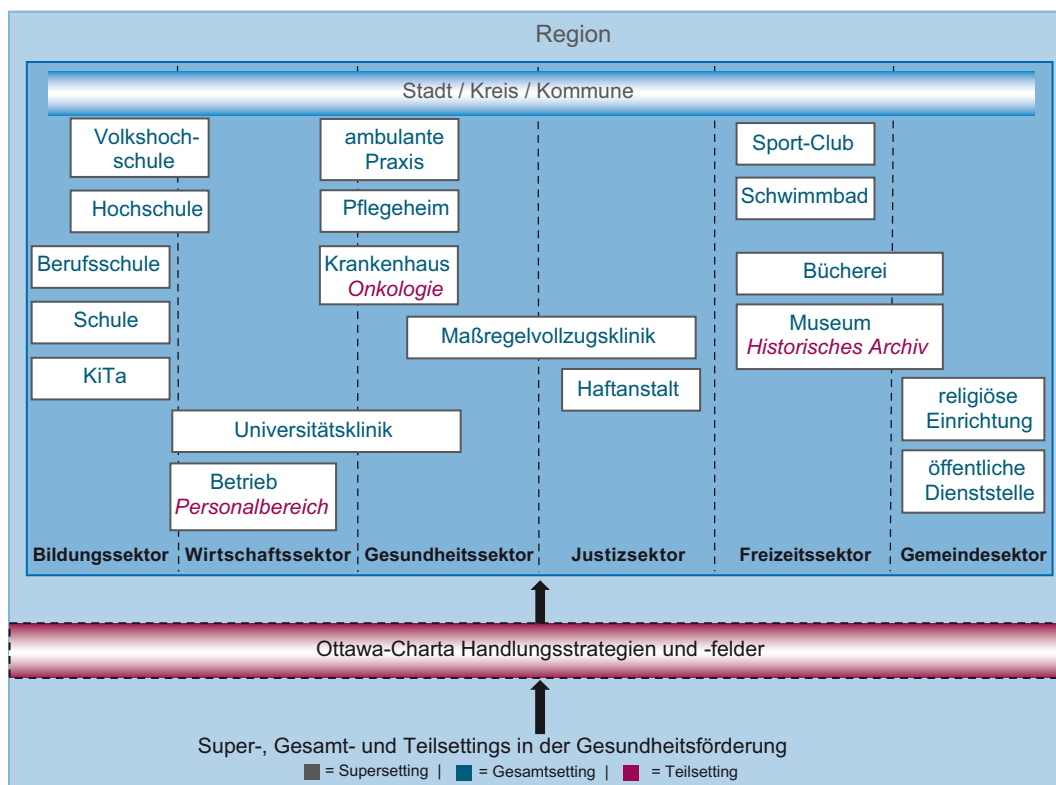 Region
Stadt / Kreis / Kommune
Volkshoch-
schule
Hochschule
Berufsschule
Schule
KiTa
Universitätsklinik
Betrieb
Personalbereich
ambulante
Praxis
Pflegeheim
Krankenhaus
Onkologie
Maßregelvollzugsklinik
Haftanstalt
Sport-Club
Schwimmbad
Bücherei
Museum
Historisches Archiv
religiöse
Einrichtung
öffentliche
Dienststelle
Bildungssektor Wirtschaftssektor Gesundheitssektor Justizsektor Freizeitssektor Gemeindesektor
Ottawa-Charta Handlungsstrategien und -felder
Super-, Gesamt- und Teilsettings in der Gesundheitsförderung
= Supersetting | = Gesamtsetting | = Teilsetting